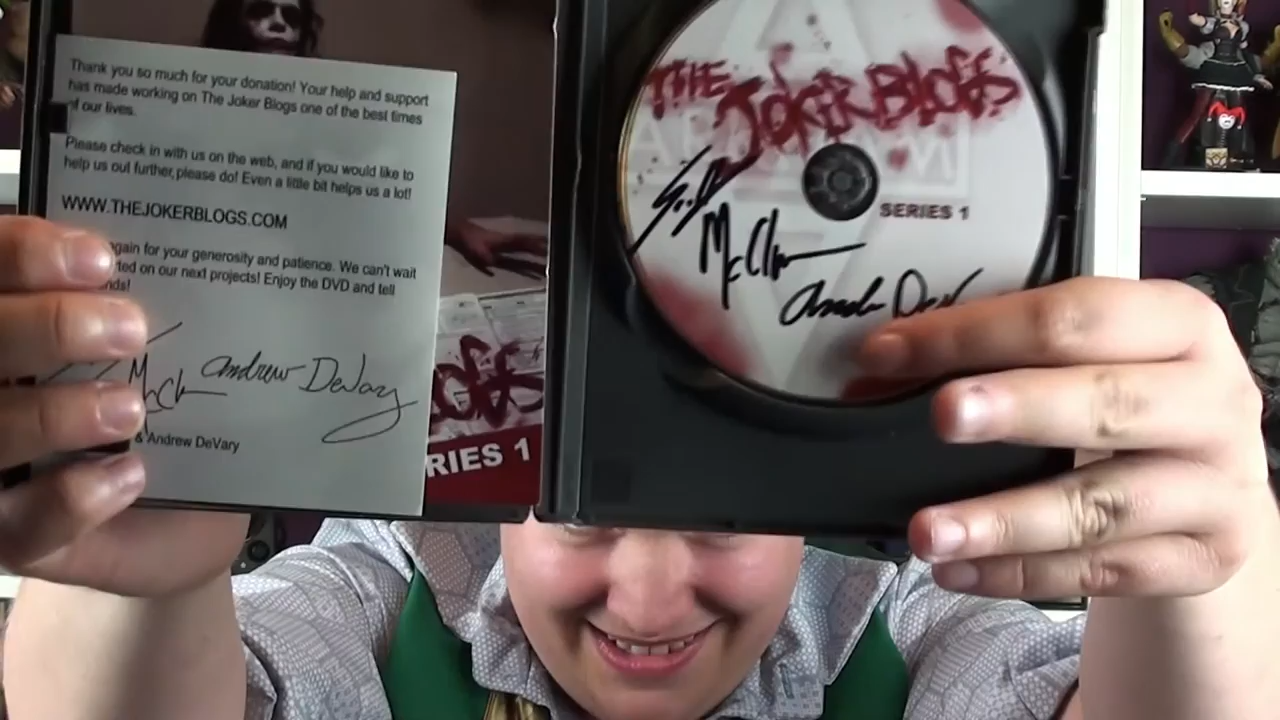 Thank you so much for your donation! Your help and support
has made working on The Joker Blogs one of the best times
of our lives.
Please check in with us on the web, and if you would like to
help us out further, please do! Even a little bit helps us a lot!
WWW.THEJOKERBLOGS.COM
again for your generosity and patience. We can't wait
on our next projects! Enjoy the DVD and tell
Andrew DeVary
& Andrew DeVary
RIES 1
THE JOKER BLOGS
SERIES 1